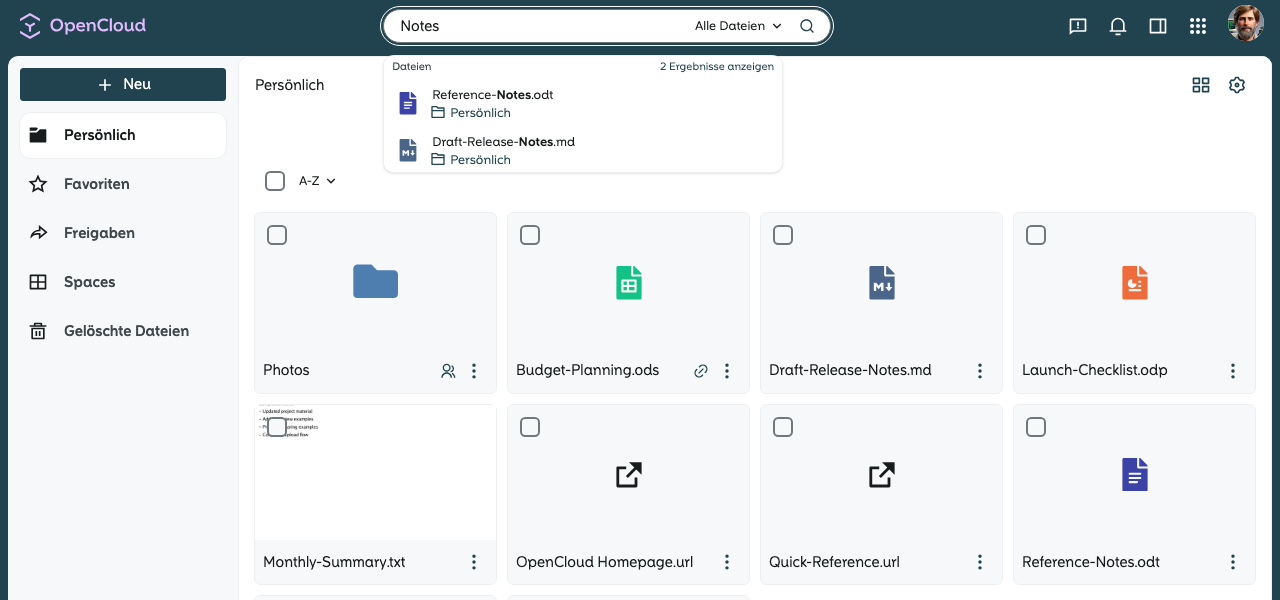 OpenCloud
Notes
Alle Dateien
Dateien
2 Ergebnisse anzeigen
Reference-Notes.odt
Persönlich
Draft-Release-Notes.md
Persönlich
Neu
Persönlich
Favoriten
Freigaben
Spaces
Gelöschte Dateien
Persönlich
A-Z
Photos
Budget-Planning.ods
Draft-Release-Notes.md
Launch-Checklist.odp
- Updated project material
Monthly-Summary.txt
OpenCloud Homepage.url
Quick-Reference.url
Reference-Notes.odt